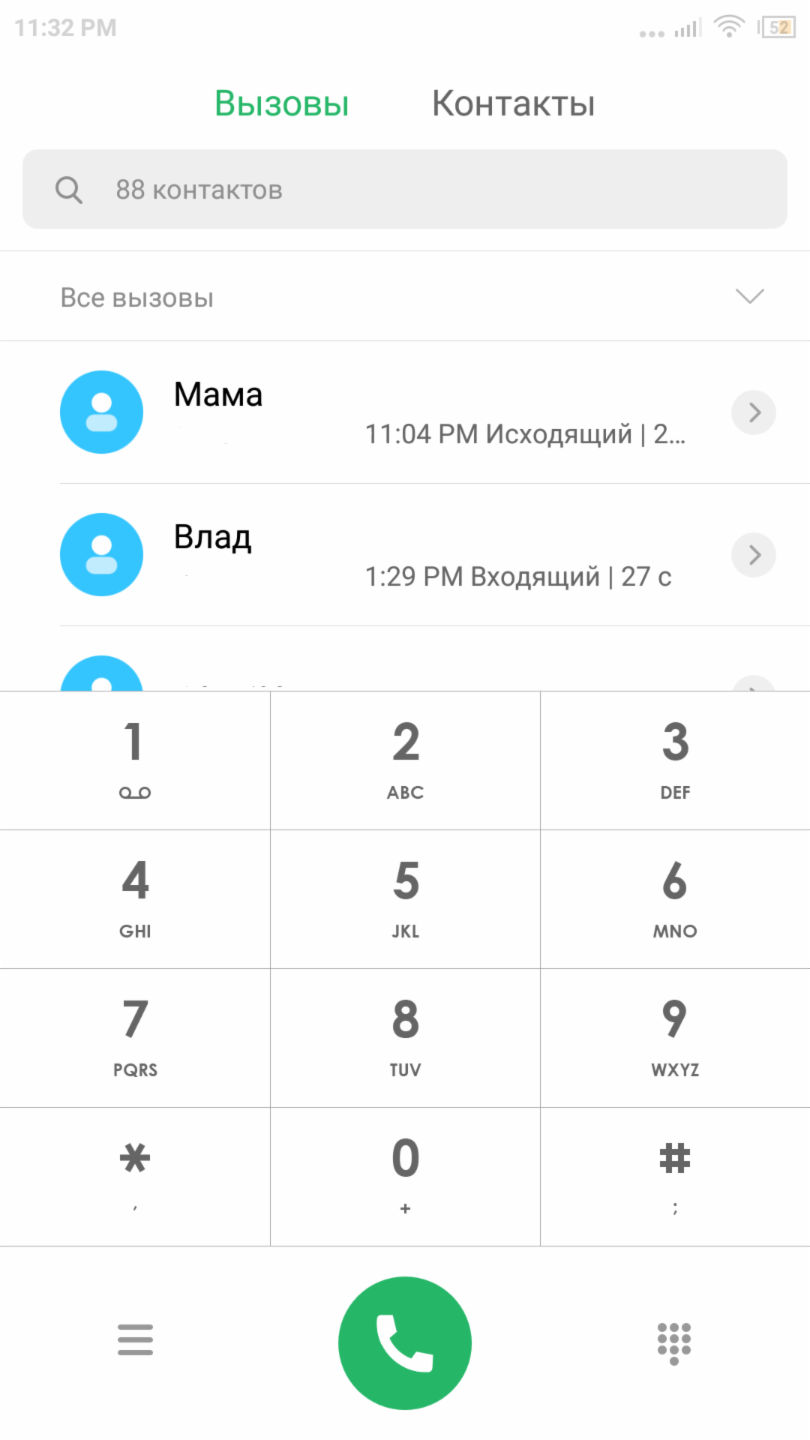 11:32 PM 52
Вызовы Контакты
88 контактов
Все вызовы
Мама
11:04 PM Исходящий | 2...
Влад
1:29 PM Входящий | 27 с
1 2 3
ABC DEF
4 5 6
GHI JKL MNO
7 8 9
PQRS TUV WXYZ
* 0 #
, + ;